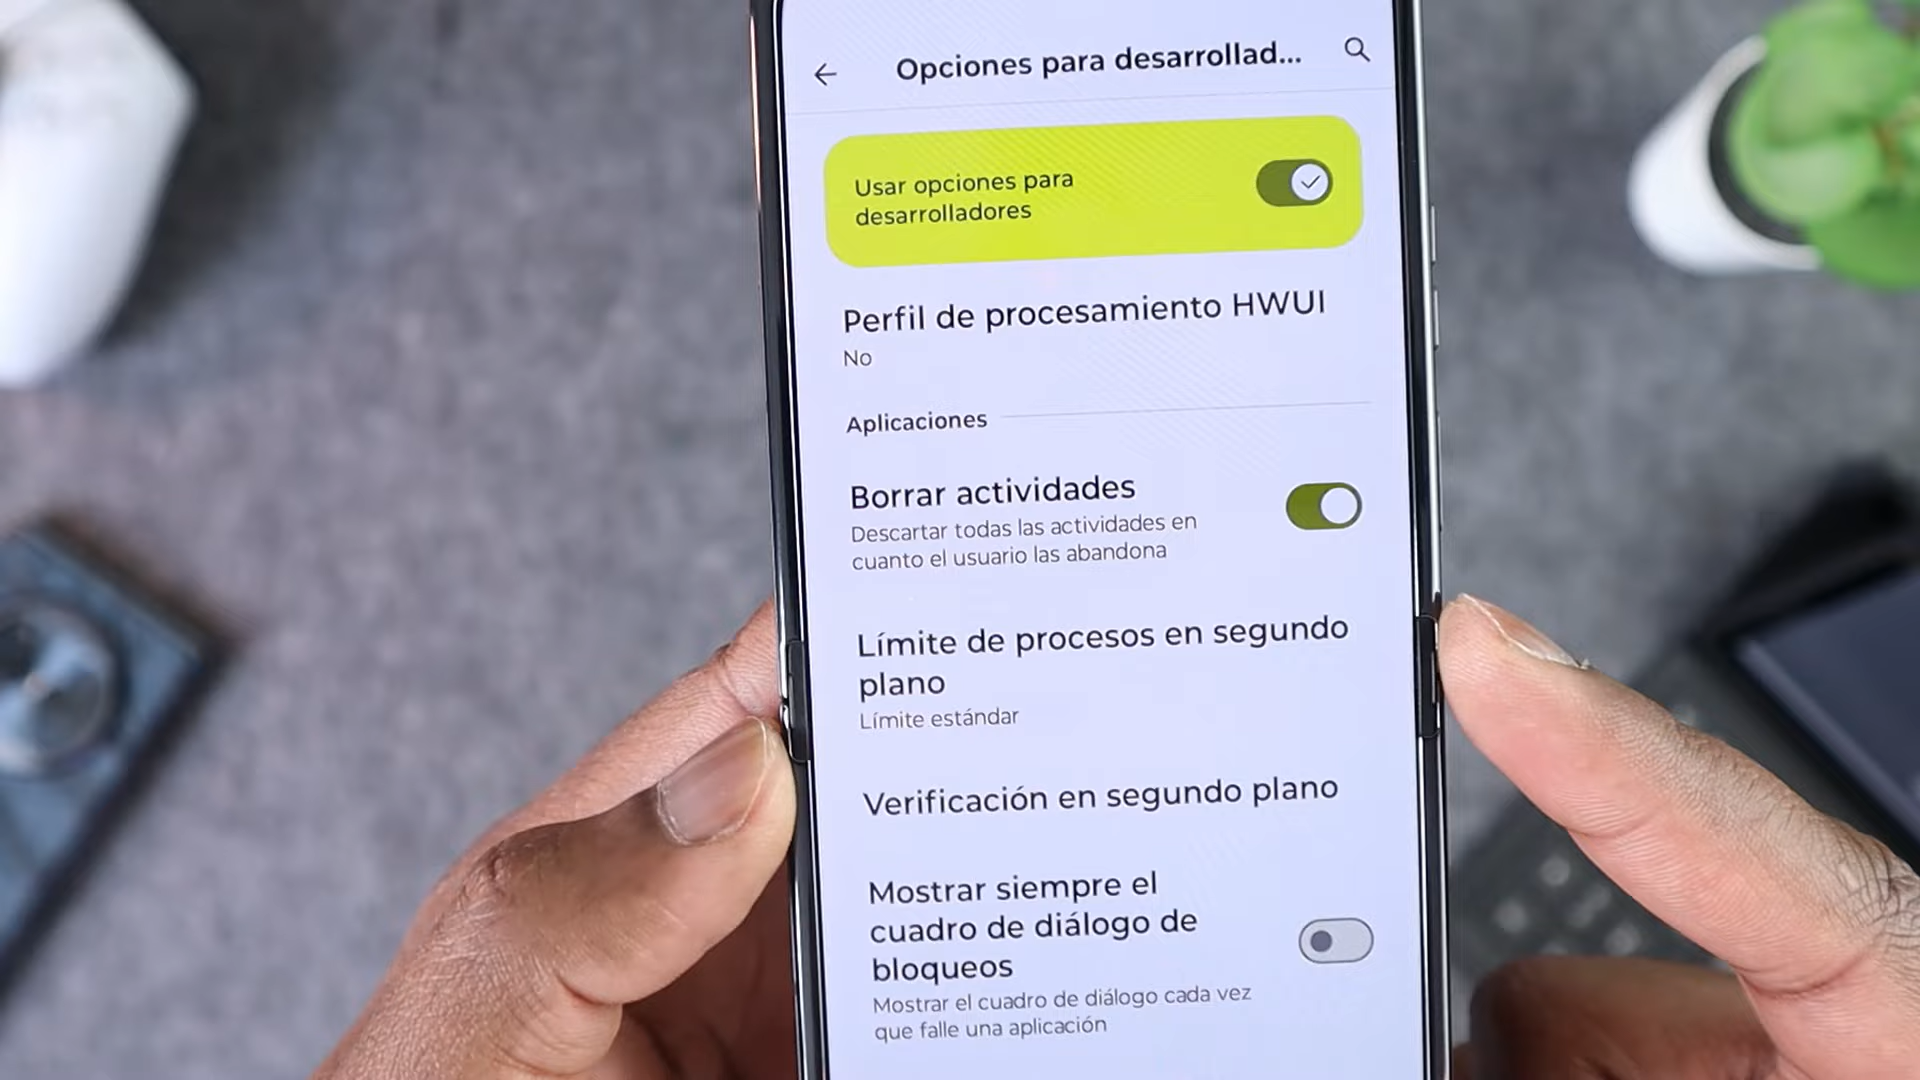 Opciones para desarrollad...
Usar opciones para
desarrolladores
Perfil de procesamiento HWUI
No
Aplicaciones
Borrar actividades
Descartar todas las actividades en
cuanto el usuario las abandona
Límite de procesos en segundo
plano
Límite estándar
Verificación en segundo plano
Mostrar siempre el
cuadro de diálogo de
bloqueos
Mostrar el cuadro de diálogo cada vez
que falle una aplicación